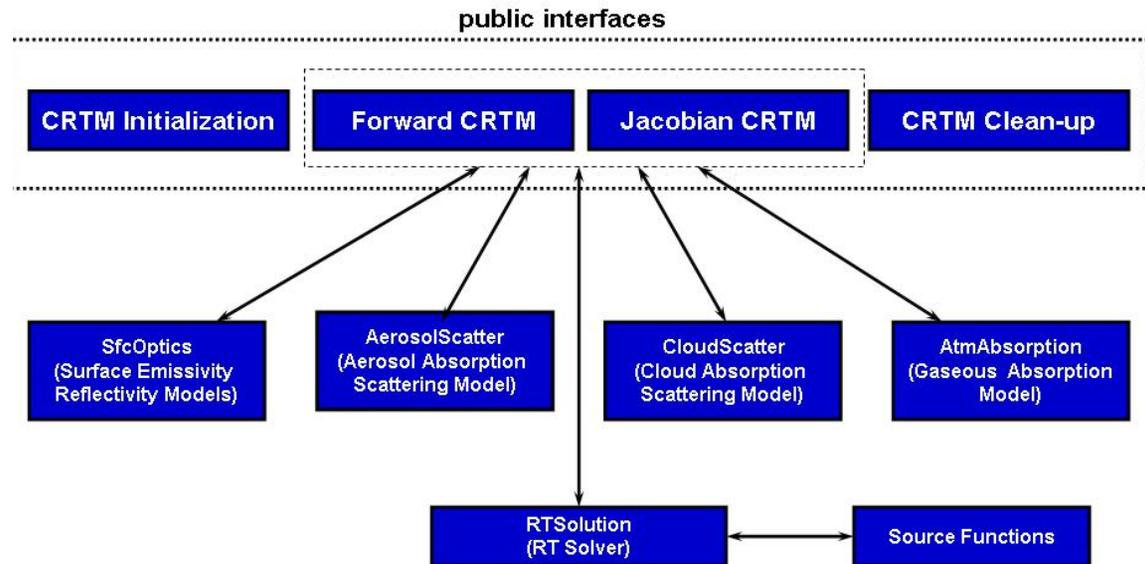 public interfaces
CRTM Initialization
Forward CRTM
Jacobian CRTM
CRTM Clean-up
SfcOptics
(Surface Emissivity
Reflectivity Models)
AerosolScatter
(Aerosol Absorption
Scattering Model)
CloudScatter
(Cloud Absorption
Scattering Model)
AtmAbsorption
(Gaseous Absorption
Model)
RTSolution
(RT Solver)
Source Functions